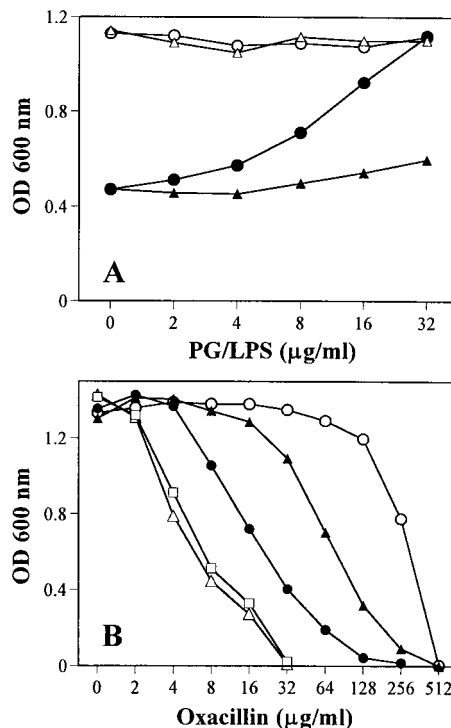 1.2
0.8
0.4
0
OD 600 nm
A
0 2 4 8 16 32
PG/LPS (μg/ml)
1.2
0.8
0.4
0
OD 600 nm
B
0 2 4 8 16 32 64 128 256 512
Oxacillin (μg/ml)